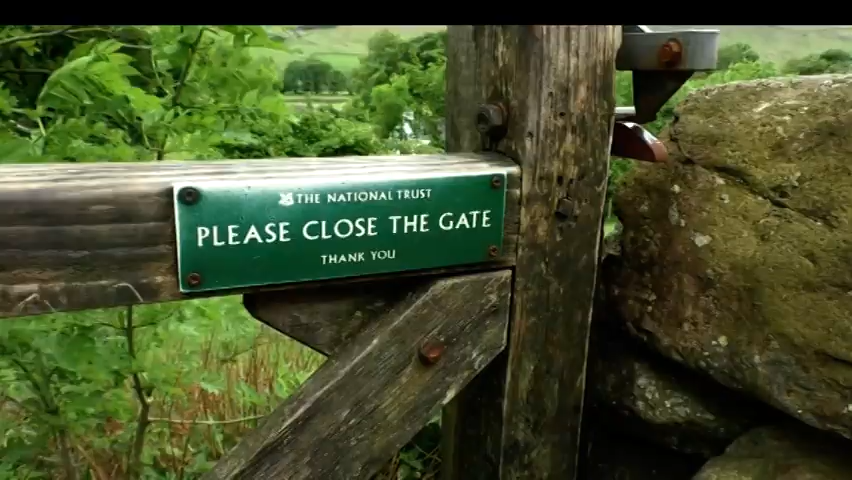 THE NATIONAL TRUST
PLEASE CLOSE THE GATE
THANK YOU